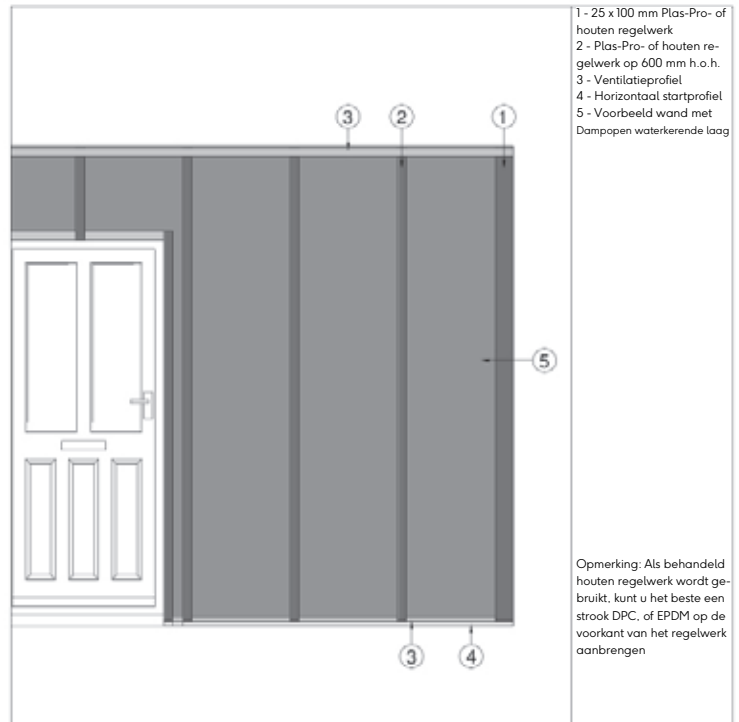 1 - 25 x 100 mm Plas-Pro- of
houten regelwerk
2 - Plas-Pro- of houten re-
gelwerk op 600 mm h.o.h.
3 - Ventilatieprofiel
4 - Horizontaal startprofiel
5 - Voorbeeld wand met
Dampopen waterkerende laag
3 2 1
5
3 4
Opmerking: Als behandeld
houten regelwerk wordt ge-
bruikt, kunt u het beste een
strook DPC, of EPDM op de
voorkant van het regelwerk
aanbrengen